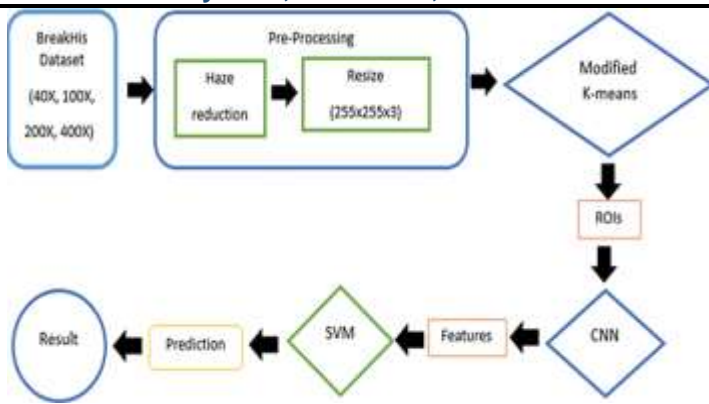 BreakHis
Dataset
(40X, 100X,
200X, 400X)
Pre-Processing
Haze
reduction
Resize
(255x255x3)
Modified
K-means
ROIs
CNN
Features
SVM
Prediction
Result